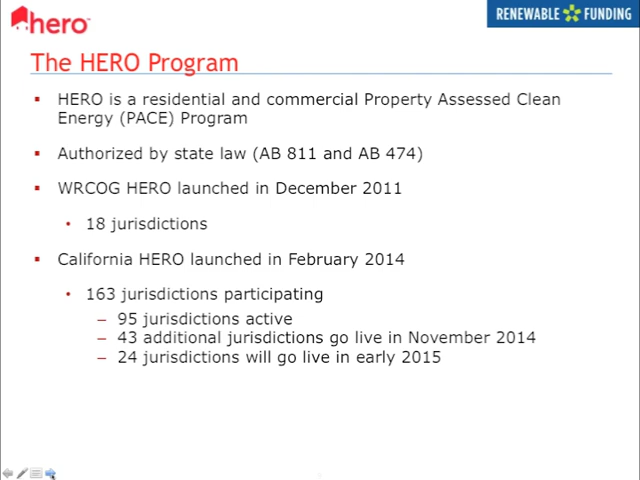 hero
RENEWABLE FUNDING
The HERO Program
▪ HERO is a residential and commercial Property Assessed Clean
Energy (PACE) Program
▪ Authorized by state law (AB 811 and AB 474)
▪ WRCOG HERO launched in December 2011
• 18 jurisdictions
▪ California HERO launched in February 2014
• 163 jurisdictions participating
– 95 jurisdictions active
– 43 additional jurisdictions go live in November 2014
– 24 jurisdictions will go live in early 2015